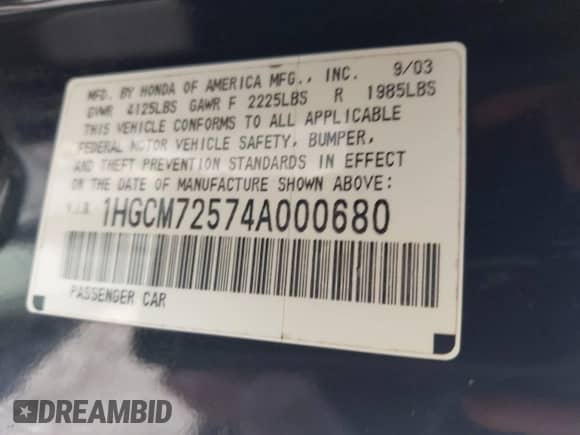 MFD. BY HONDA OF AMERICA MFG., INC. 9/03
GVWR 4125LBS GAWR F 2225LBS R 1985LBS
THIS VEHICLE CONFORMS TO ALL APPLICABLE
FEDERAL MOTOR VEHICLE SAFETY, BUMPER,
AND THEFT PREVENTION STANDARDS IN EFFECT
ON THE DATE OF MANUFACTURE SHOWN ABOVE:
V.I.N. 1HGCM72574A000680
PASSENGER CAR
DREAMBID